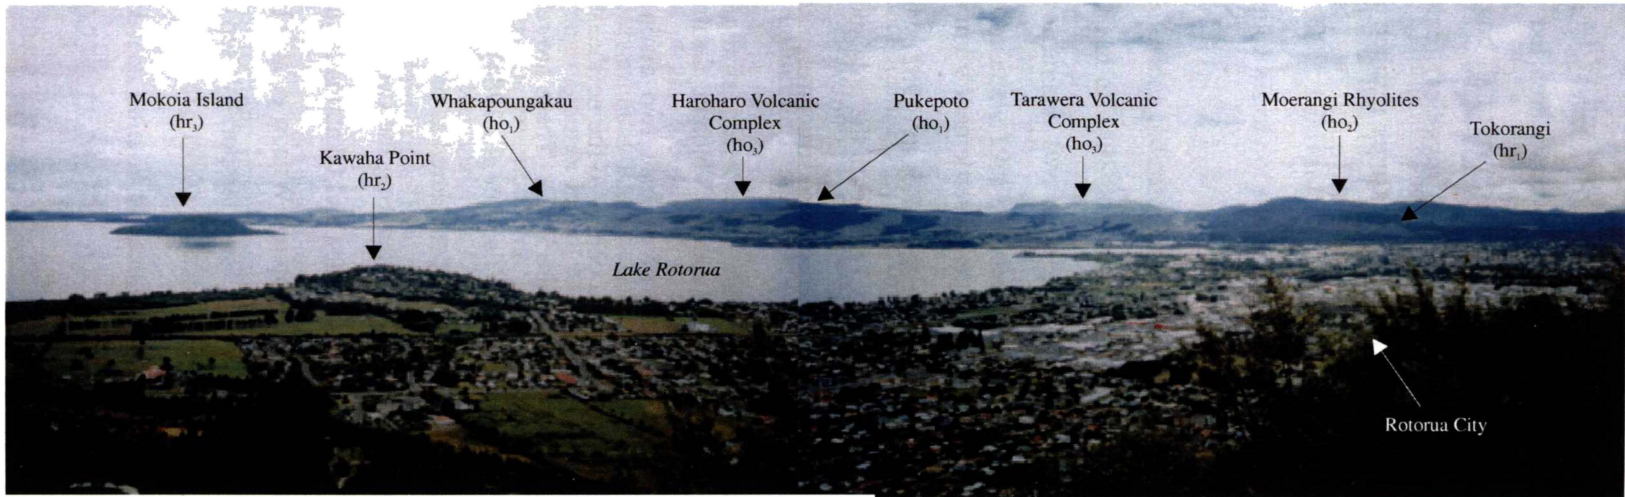 Mokoia Island
(hr₃)
Kawaha Point
(hr₂)
Whakapoungakau
(ho₁)
Haroharo Volcanic
Complex
(ho₃)
Pukepoto
(ho₁)
Tarawera Volcanic
Complex
(ho₃)
Moerangi Rhyolites
(ho₂)
Tokorangi
(hr₁)
Lake Rotorua
Rotorua City